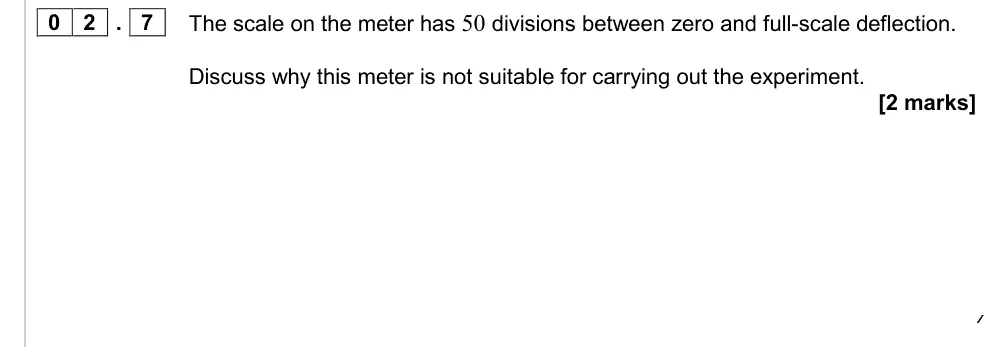 0 2 . 7 The scale on the meter has 50 divisions between zero and full-scale deflection.
Discuss why this meter is not suitable for carrying out the experiment.
[2 marks]